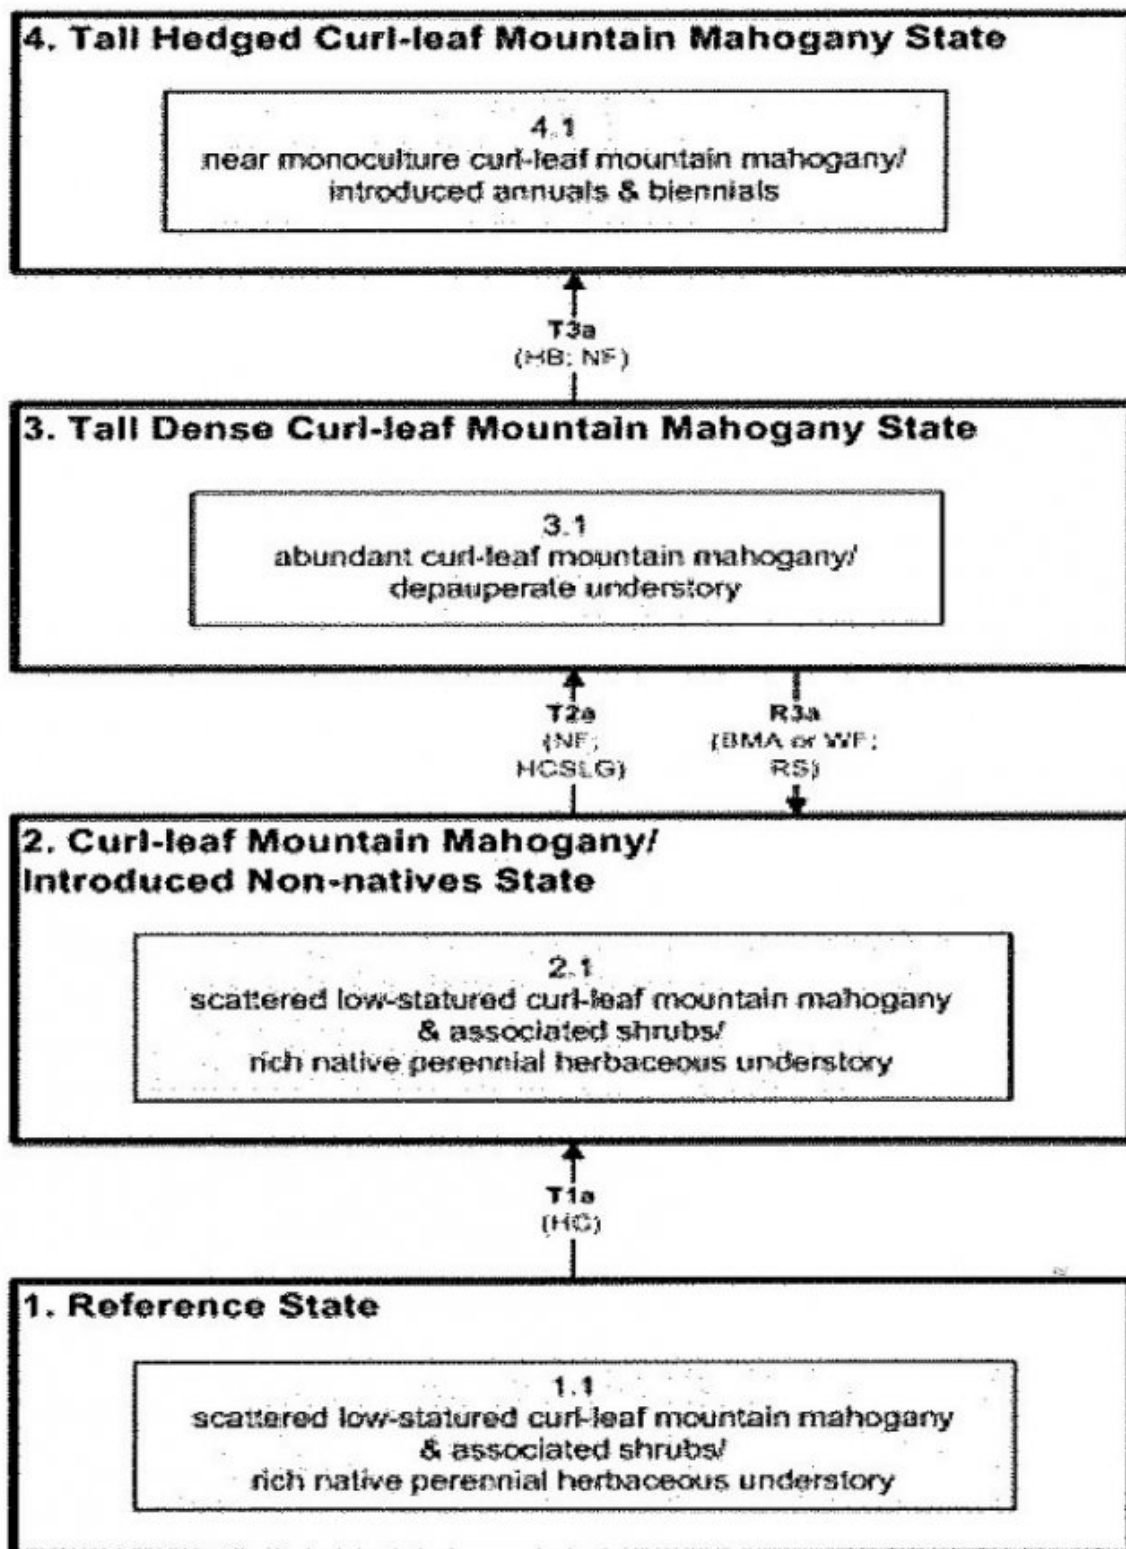 4. Tall Hedged Curl-leaf Mountain Mahogany State
4.1
near monoculture curl-leaf mountain mahogany/
introduced annuals & biennials
T3a
(HB; NF)
3. Tall Dense Curl-leaf Mountain Mahogany State
3.1
abundant curl-leaf mountain mahogany/
depauperate understory
T2a
(NF;
HCSLG)
R3a
(BMA or WF;
RS)
2. Curl-leaf Mountain Mahogany/
Introduced Non-natives State
2.1
scattered low-statured curl-leaf mountain mahogany
& associated shrubs/
rich native perennial herbaceous understory
T1a
(HC)
1. Reference State
1.1
scattered low-statured curl-leaf mountain mahogany
& associated shrubs/
rich native perennial herbaceous understory